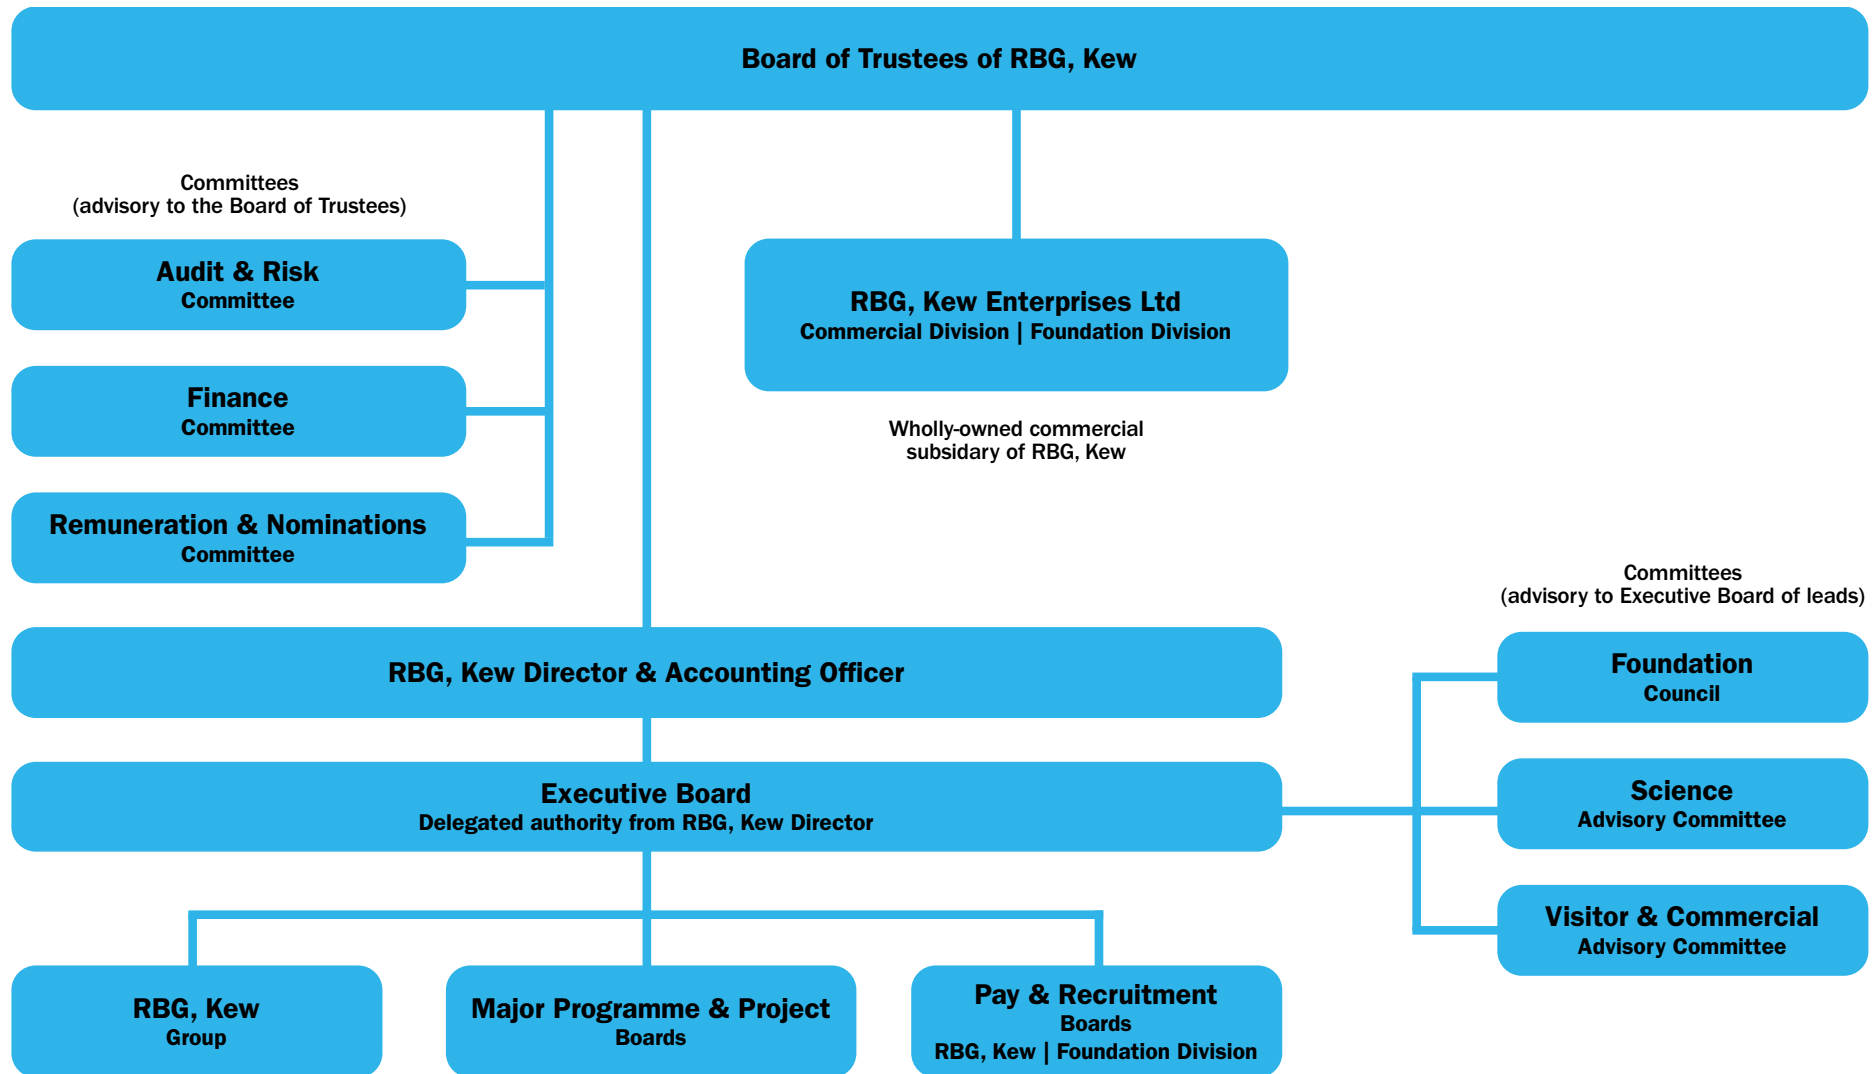 Board of Trustees of RBG, Kew
Committees
(advisory to the Board of Trustees)
Audit & Risk
Committee
Finance
Committee
Remuneration & Nominations
Committee
RBG, Kew Enterprises Ltd
Commercial Division | Foundation Division
Wholly-owned commercial
subsidary of RBG, Kew
RBG, Kew Director & Accounting Officer
Executive Board
Delegated authority from RBG, Kew Director
Committees
(advisory to Executive Board of leads)
Foundation
Council
Science
Advisory Committee
Visitor & Commercial
Advisory Committee
RBG, Kew
Group
Major Programme & Project
Boards
Pay & Recruitment
Boards
RBG, Kew | Foundation Division